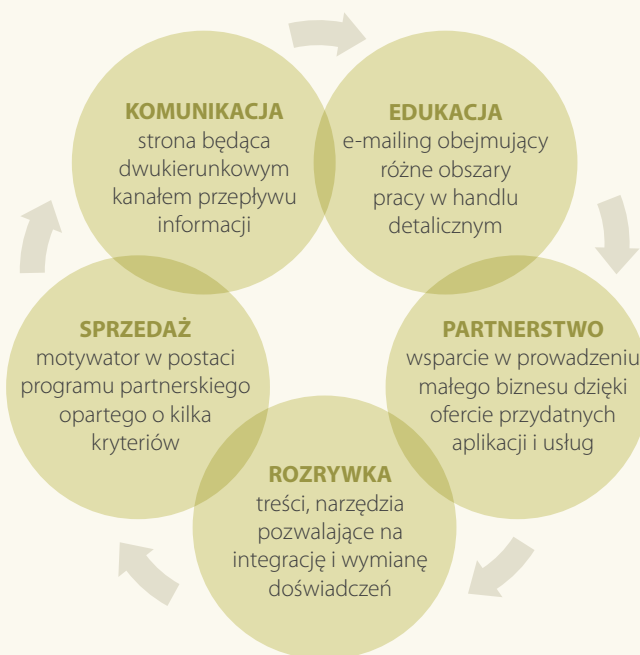 KOMUNIKACJA
strona będąca
dwukierunkowym
kanałem przepływu
informacji
EDUKACJA
e-mailing obejmujący
różne obszary
pracy w handlu
detalicznym
PARTNERSTWO
wsparcie w prowadzeniu
małego biznesu dzięki
ofercie przydatnych
aplikacji i usług
ROZRYWKA
treści, narzędzia
pozwalające na
integrację i wymianę
doświadczeń
SPRZEDAŻ
motywator w postaci
programu partnerskiego
opartego o kilka
kryteriów